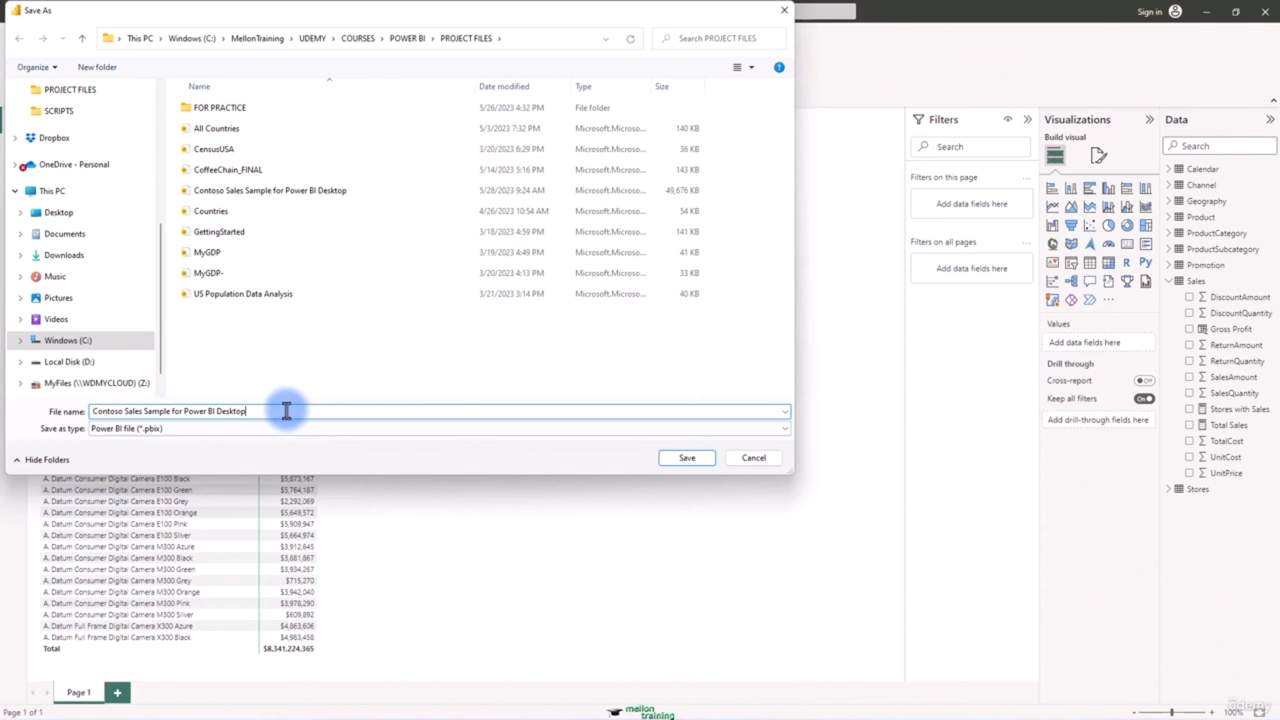 Save As
Sign in
This PC > Windows (C:) > MellonTraining > UDEMY > COURSES > POWER BI > PROJECT FILES >
Search PROJECT FILES
Organize
New folder
PROJECT FILES
SCRIPTS
Dropbox
OneDrive - Personal
This PC
Desktop
Documents
Downloads
Music
Pictures
Videos
Windows (C:)
Local Disk (D:)
MyFiles (\\WDMYCLOUD) (Z:)
Name Date modified Type Size
FOR PRACTICE 5/26/2023 4:32 PM File folder
All Countries 5/3/2023 7:32 PM Microsoft.Microso... 140 KB
CensusUSA 3/20/2023 6:29 PM Microsoft.Microso... 36 KB
CoffeeChain_FINAL 5/14/2023 5:16 PM Microsoft.Microso... 143 KB
Contoso Sales Sample for Power BI Desktop 5/28/2023 9:24 AM Microsoft.Microso... 49,676 KB
Countries 4/26/2023 10:54 AM Microsoft.Microso... 54 KB
GettingStarted 3/18/2023 4:59 PM Microsoft.Microso... 141 KB
MyGDP 3/19/2023 4:49 PM Microsoft.Microso... 41 KB
MyGDP- 3/20/2023 4:13 PM Microsoft.Microso... 33 KB
US Population Data Analysis 3/21/2023 3:14 PM Microsoft.Microso... 40 KB
File name: Contoso Sales Sample for Power BI Desktop
Save as type: Power BI file (*.pbix)
Hide Folders
Save
Cancel
A. Datum Consumer Digital Camera E100 Black $5,873,167
A. Datum Consumer Digital Camera E100 Green $5,764,187
A. Datum Consumer Digital Camera E100 Grey $2,292,069
A. Datum Consumer Digital Camera E100 Orange $5,649,572
A. Datum Consumer Digital Camera E100 Pink $5,909,947
A. Datum Consumer Digital Camera E100 Silver $5,664,974
A. Datum Consumer Digital Camera M300 Azure $3,912,645
A. Datum Consumer Digital Camera M300 Black $3,881,867
A. Datum Consumer Digital Camera M300 Green $3,934,267
A. Datum Consumer Digital Camera M300 Grey $715,270
A. Datum Consumer Digital Camera M300 Orange $3,942,040
A. Datum Consumer Digital Camera M300 Pink $3,978,290
A. Datum Consumer Digital Camera M300 Silver $609,892
A. Datum Full Frame Digital Camera X300 Azure $4,863,606
A. Datum Full Frame Digital Camera X300 Black $4,983,458
Total $8,341,224,365
Filters
Search
Filters on this page
Add data fields here
Filters on all pages
Add data fields here
Visualizations
Build visual
R
Py
Values
Add data fields here
Drill through
Cross-report Off
Keep all filters On
Add drill-through fields here
Data
Search
Calendar
Channel
Geography
Product
ProductCategory
ProductSubcategory
Promotion
Sales
DiscountAmount
DiscountQuantity
Gross Profit
ReturnAmount
ReturnQuantity
SalesAmount
SalesQuantity
Stores with Sales
Total Sales
TotalCost
UnitCost
UnitPrice
Stores
Page 1
Page 1 of 1
mellon
training
100%
ûdemy